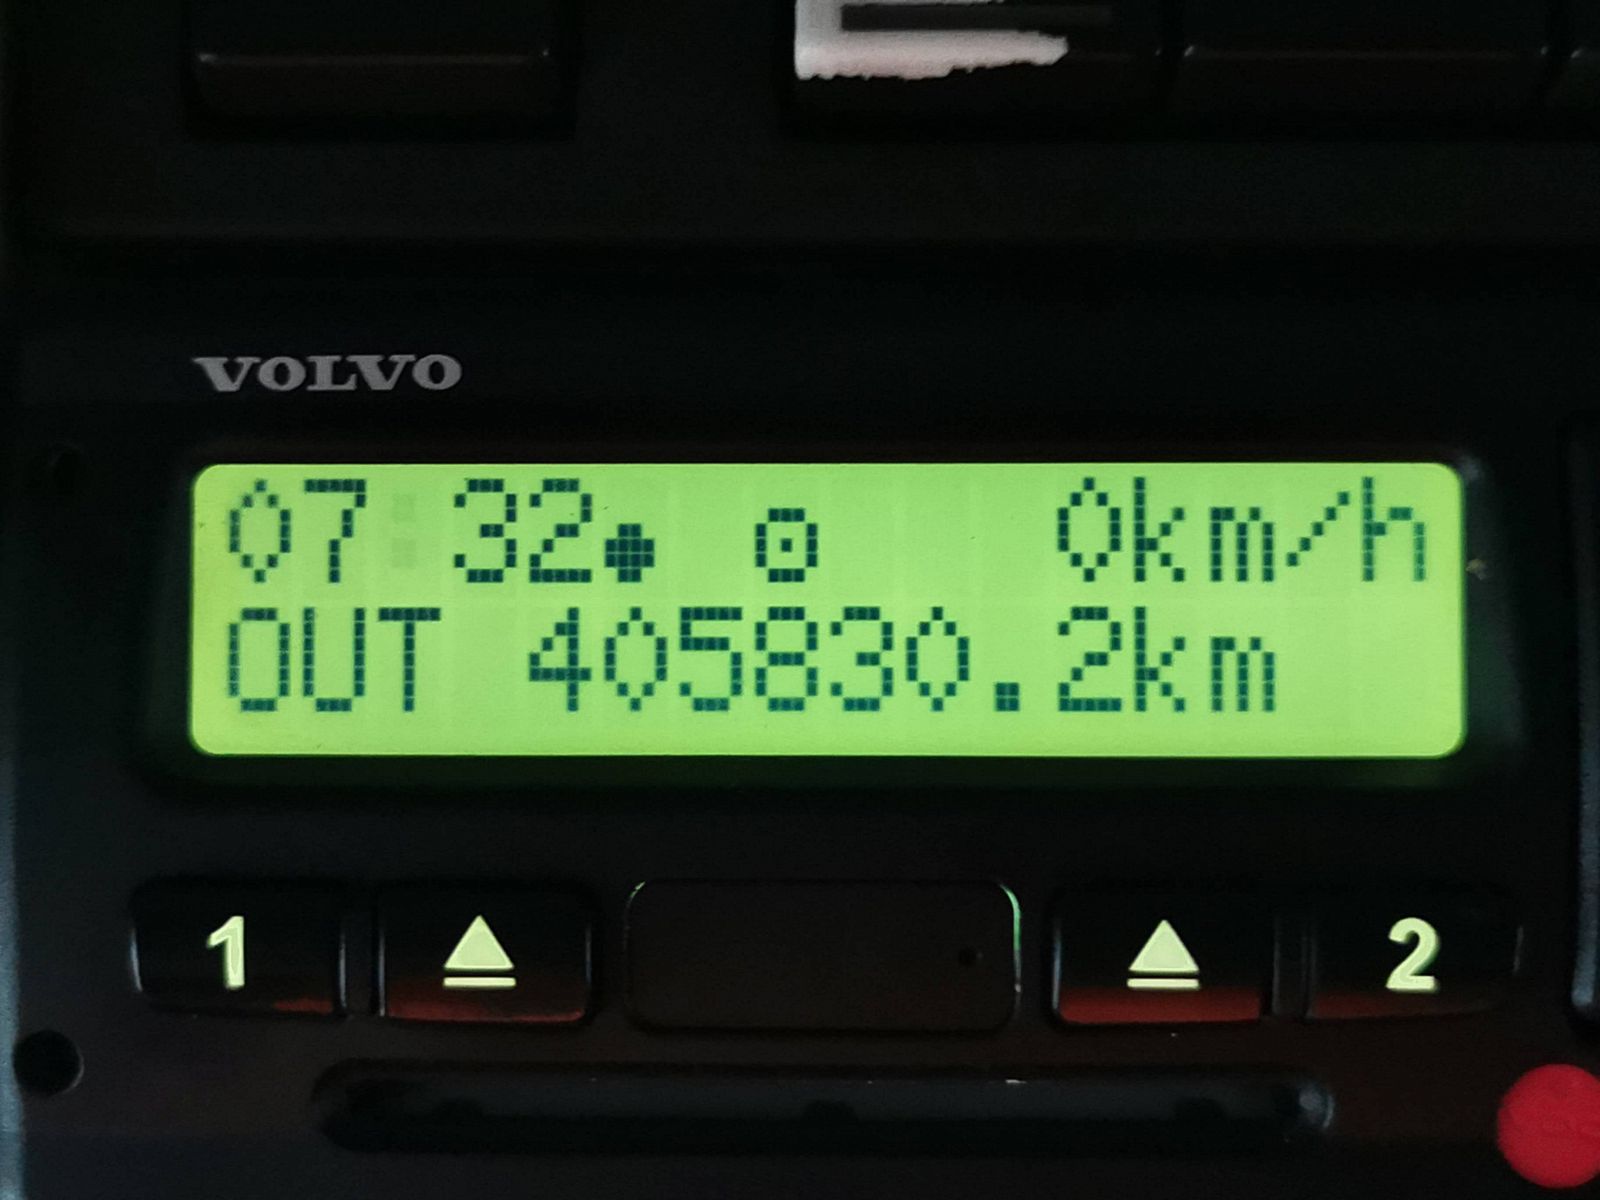 VOLVO
07:32● ⊡ 0km/h
OUT 405830.2km
1 ⏏ ⏏ 2